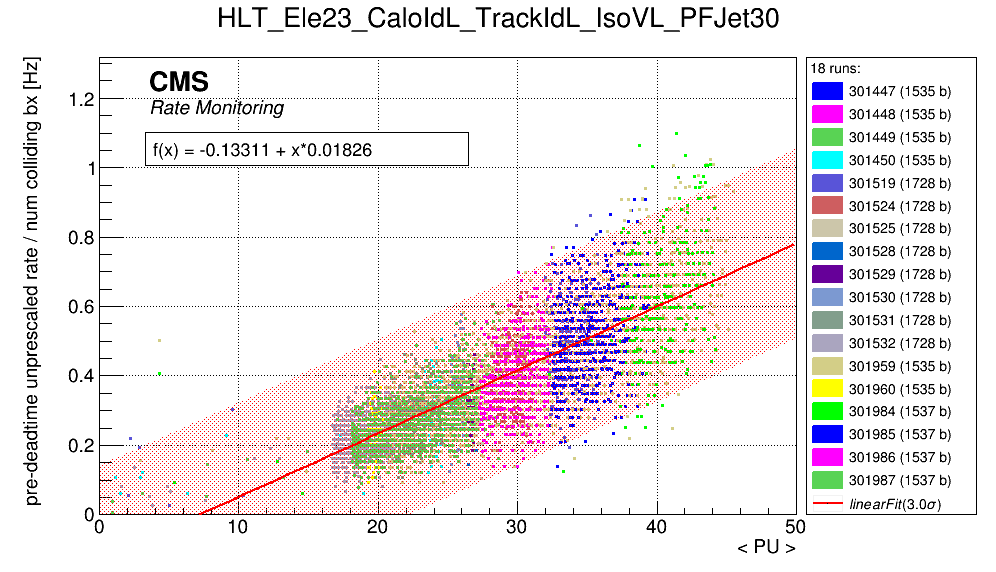 HLT_Ele23_CaloIdL_TrackIdL_IsoVL_PFJet30
pre-deadtime unprescaled rate / num colliding bx [Hz]
CMS
Rate Monitoring
f(x) = -0.13311 + x*0.01826
1.2
1
0.8
0.6
0.4
0.2
0
0 10 20 30 40 50
< PU >
18 runs:
301447 (1535 b)
301448 (1535 b)
301449 (1535 b)
301450 (1535 b)
301519 (1728 b)
301524 (1728 b)
301525 (1728 b)
301528 (1728 b)
301529 (1728 b)
301530 (1728 b)
301531 (1728 b)
301532 (1728 b)
301959 (1535 b)
301960 (1535 b)
301984 (1537 b)
301985 (1537 b)
301986 (1537 b)
301987 (1537 b)
linearFit(3.0σ)